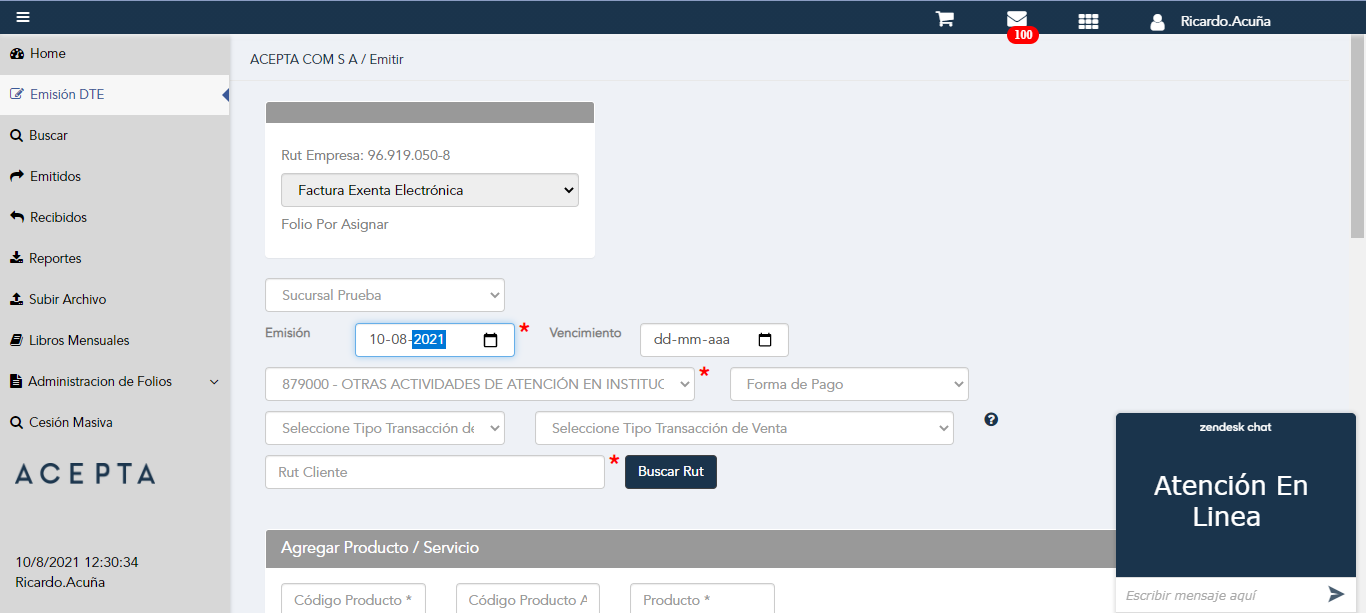 100
Ricardo.Acuña
Home
Emisión DTE
Buscar
Emitidos
Recibidos
Reportes
Subir Archivo
Libros Mensuales
Administracion de Folios
Cesión Masiva
ACEPTA
10/8/2021 12:30:34
Ricardo.Acuña
ACEPTA COM S A / Emitir
Rut Empresa: 96.919.050-8
Factura Exenta Electrónica
Folio Por Asignar
Sucursal Prueba
Emisión 10-08-2021 * Vencimiento dd-mm-aaa
879000 - OTRAS ACTIVIDADES DE ATENCIÓN EN INSTITUC * Forma de Pago
Seleccione Tipo Transacción de Seleccione Tipo Transacción de Venta ?
Rut Cliente * Buscar Rut
Agregar Producto / Servicio
Código Producto * Código Producto A Producto *
zendesk chat
Atención En
Linea
Escribir mensaje aquí